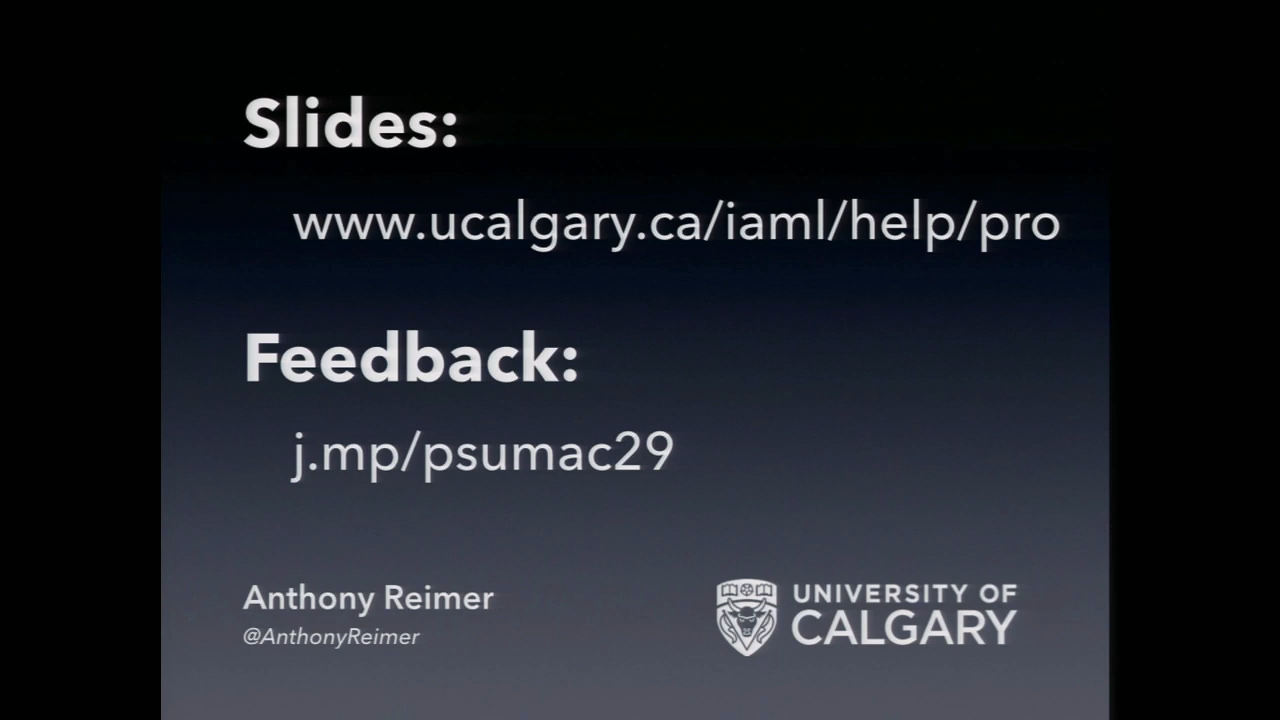 Slides:
www.ucalgary.ca/iaml/help/pro
Feedback:
j.mp/psumac29
Anthony Reimer
@AnthonyReimer
UNIVERSITY OF
CALGARY